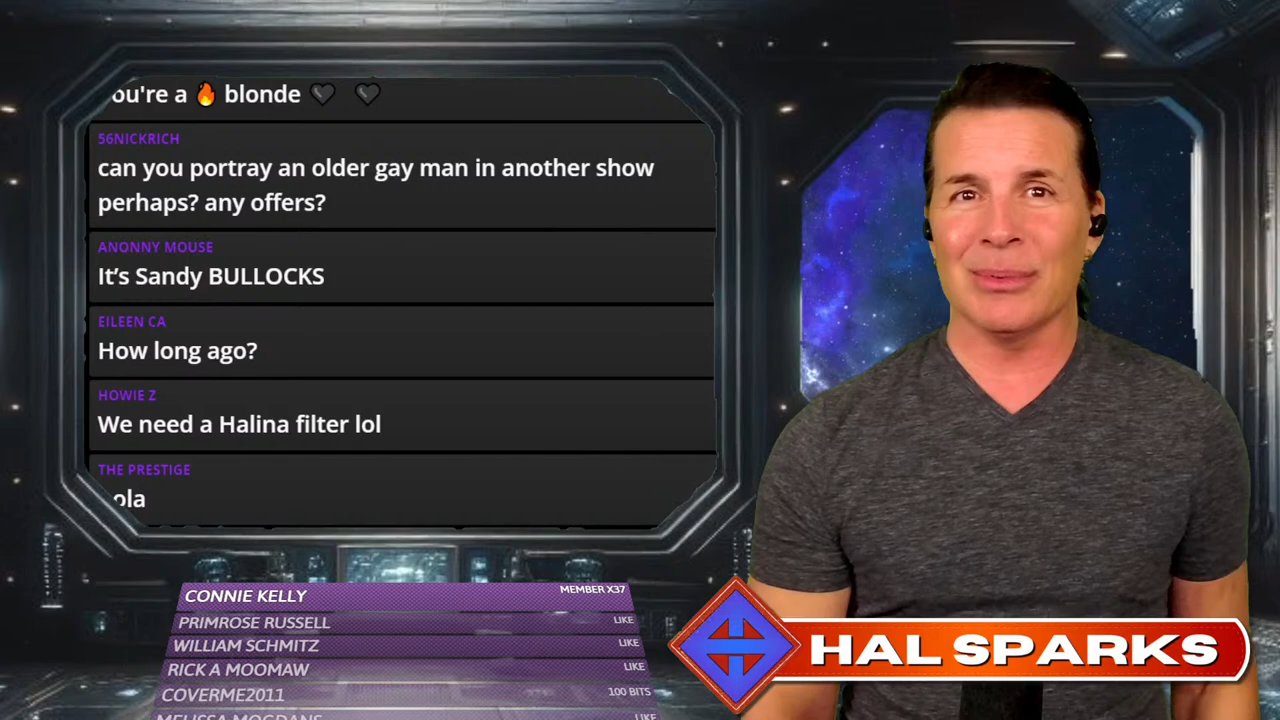 ou're a 🔥 blonde 🖤 🖤
56NICKRICH
can you portray an older gay man in another show
perhaps? any offers?
ANONNY MOUSE
It's Sandy BULLOCKS
EILEEN CA
How long ago?
HOWIE Z
We need a Halina filter lol
THE PRESTIGE
ola
CONNIE KELLY MEMBER X37
PRIMROSE RUSSELL LIKE
WILLIAM SCHMITZ LIKE
RICK A MOOMAW LIKE
COVERME2011 100 BITS
MELISSA MOGDANS LIKE
HAL SPARKS